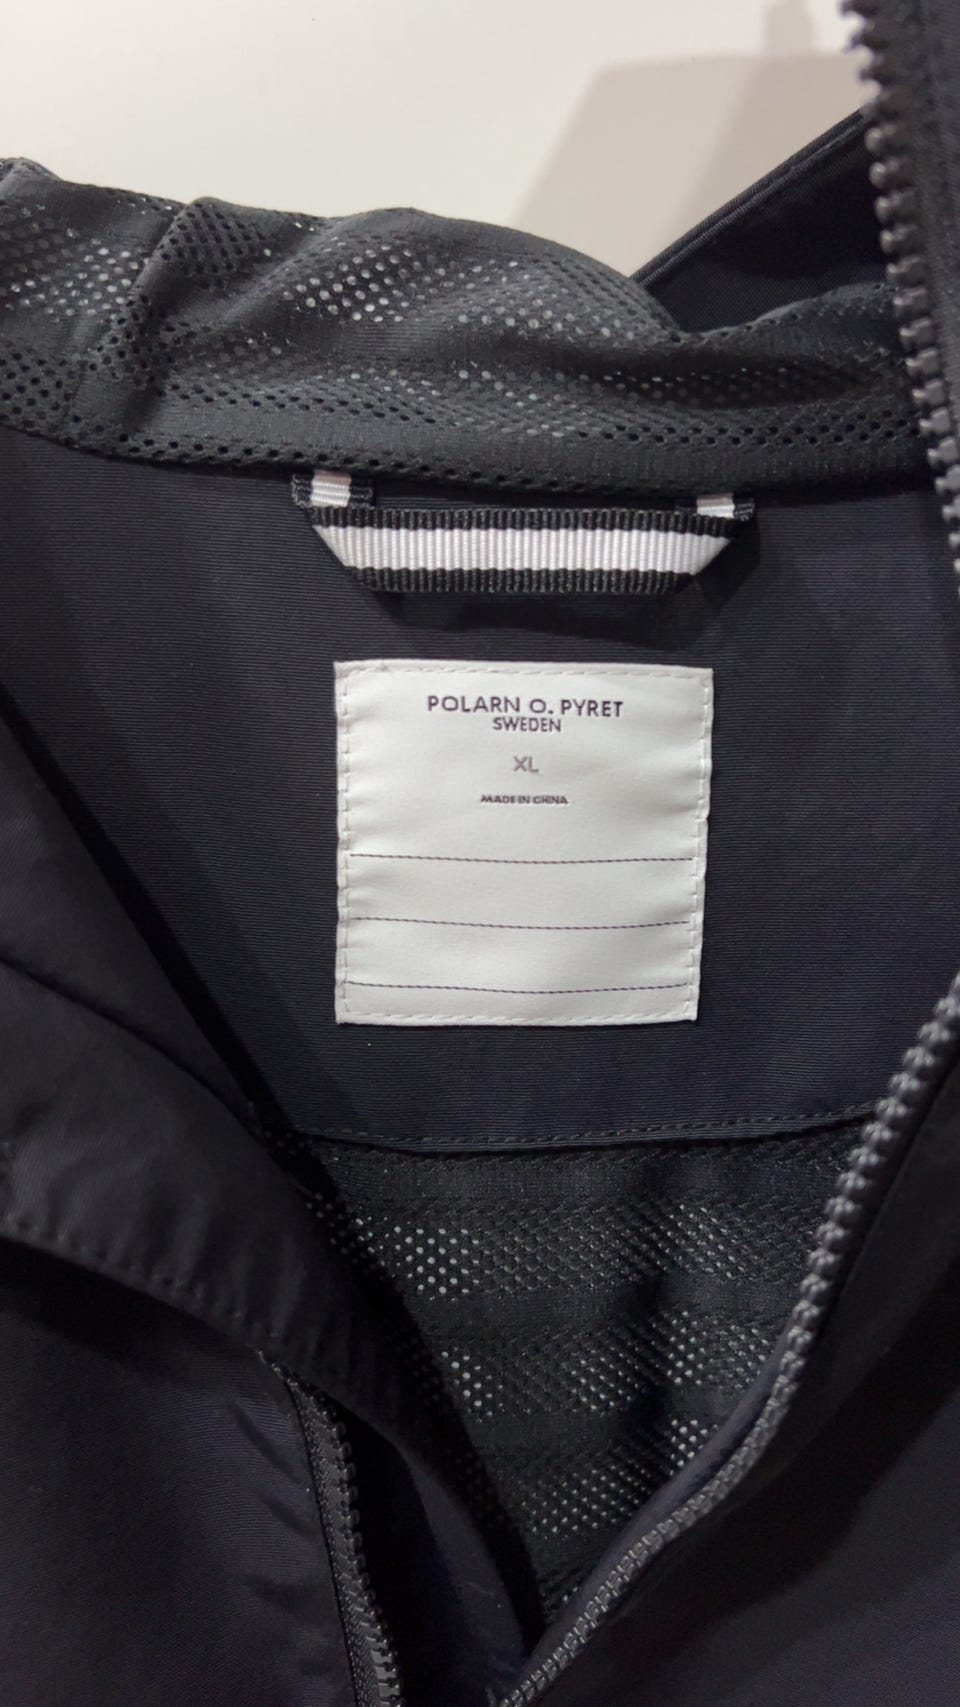 POLARN O. PYRET
SWEDEN
XL
MADE IN CHINA